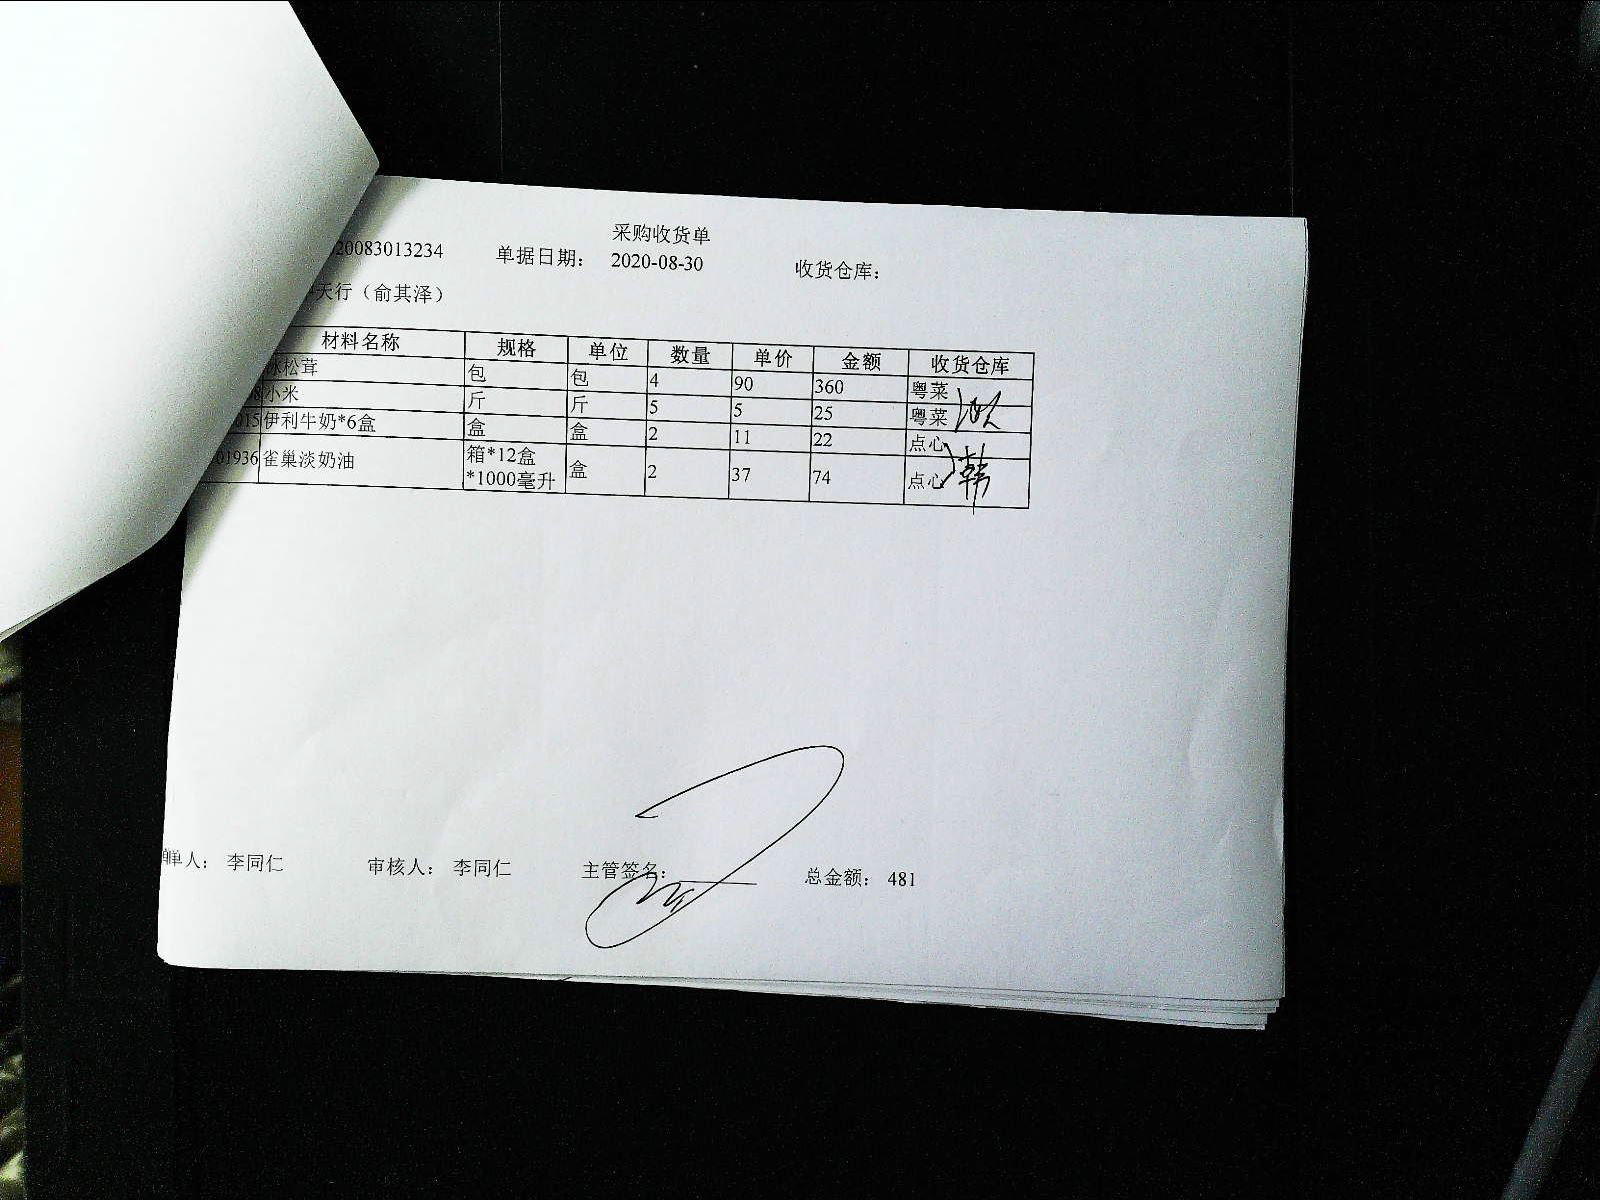 采购收货单
20083013234 单据日期： 2020-08-30 收货仓库：
天行（俞其泽）
材料名称 规格 单位 数量 单价 金额 收货仓库
冰松茸 包 包 4 90 360 粤菜
8 小米 斤 斤 5 5 25 粤菜
015 伊利牛奶*6盒 盒 盒 2 11 22 点心
01936 雀巢淡奶油 箱*12盒 盒 2 37 74 点心 韩
*1000毫升
单人： 李同仁 审核人： 李同仁 主管签名： 总金额： 481